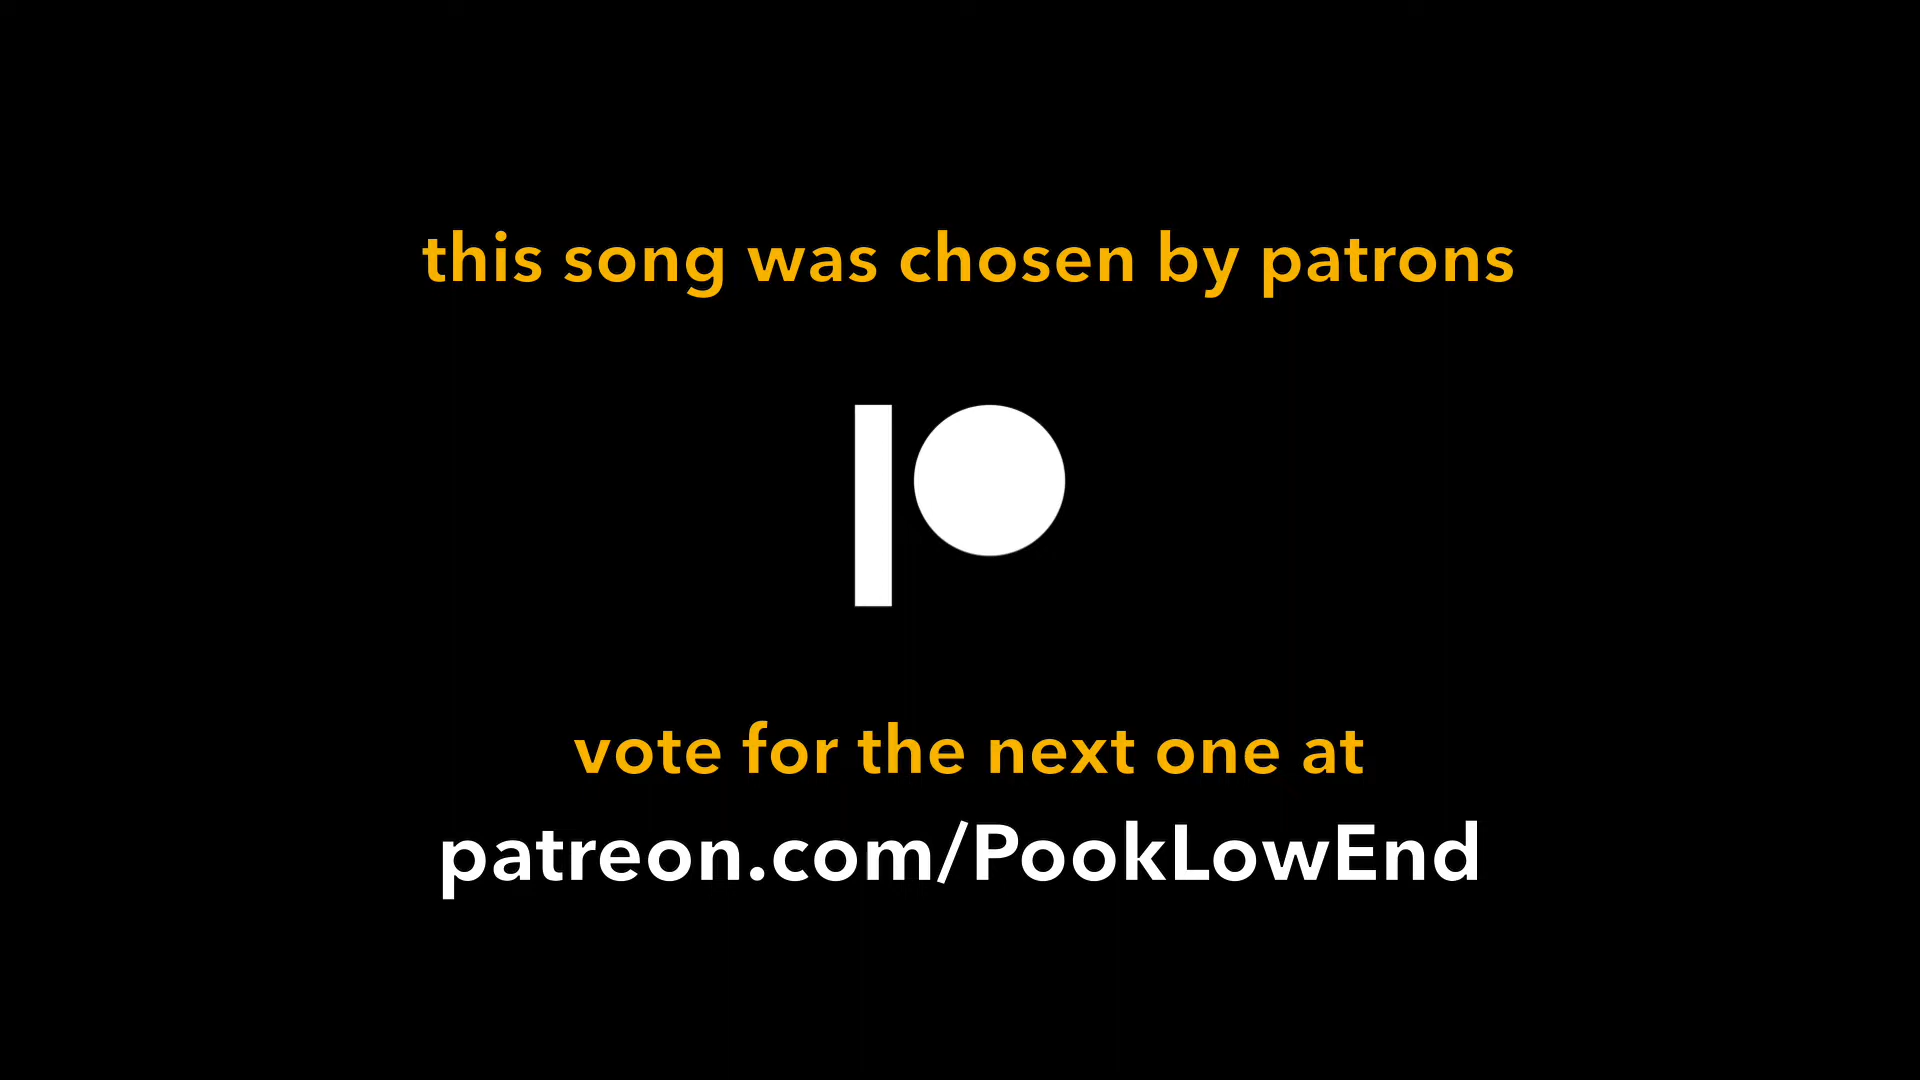 this song was chosen by patrons
vote for the next one at
patreon.com/PookLowEnd